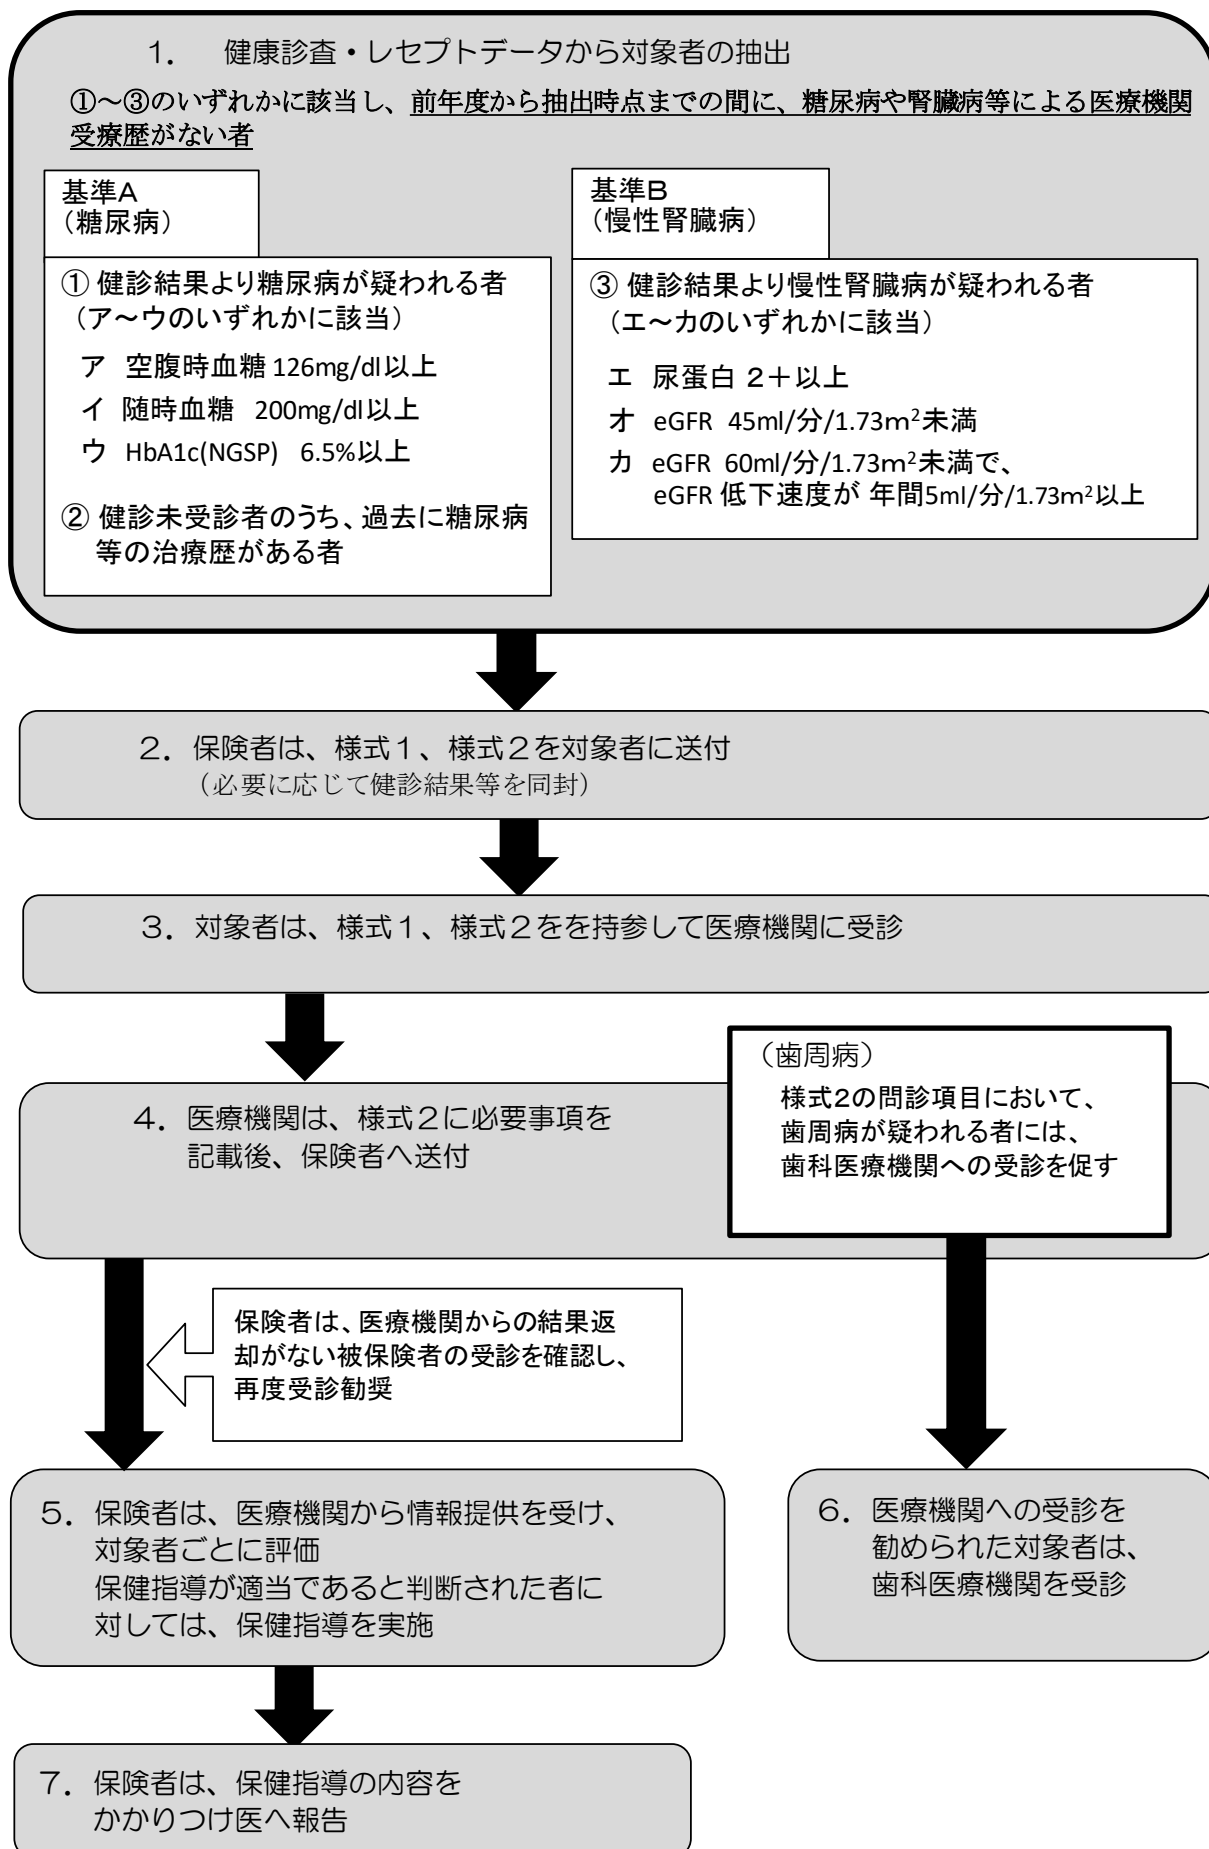 １． 健康診査・レセプトデータから対象者の抽出
①～③のいずれかに該当し、前年度から抽出時点までの間に、糖尿病や腎臓病等による医療機関
受療歴がない者
基準Ａ
（糖尿病）
① 健診結果より糖尿病が疑われる者
（ア～ウのいずれかに該当）
ア 空腹時血糖 126mg/dl以上
イ 随時血糖 200mg/dl以上
ウ HbA1c(NGSP) 6.5%以上
② 健診未受診者のうち、過去に糖尿病
等の治療歴がある者
基準Ｂ
（慢性腎臓病）
③ 健診結果より慢性腎臓病が疑われる者
（エ～カのいずれかに該当）
エ 尿蛋白 ２＋以上
オ eGFR 45ml/分/1.73ｍ²未満
カ eGFR 60ml/分/1.73ｍ²未満で、
eGFR 低下速度が 年間5ml/分/1.73ｍ²以上
２．保険者は、様式１、様式２を対象者に送付
（必要に応じて健診結果等を同封）
３．対象者は、様式１、様式２をを持参して医療機関に受診
４．医療機関は、様式２に必要事項を
記載後、保険者へ送付
（歯周病）
様式2の問診項目において、
歯周病が疑われる者には、
歯科医療機関への受診を促す
保険者は、医療機関からの結果返
却がない被保険者の受診を確認し、
再度受診勧奨
５．保険者は、医療機関から情報提供を受け、
対象者ごとに評価
保健指導が適当であると判断された者に
対しては、保健指導を実施
６．医療機関への受診を
勧められた対象者は、
歯科医療機関を受診
７．保険者は、保健指導の内容を
かかりつけ医へ報告